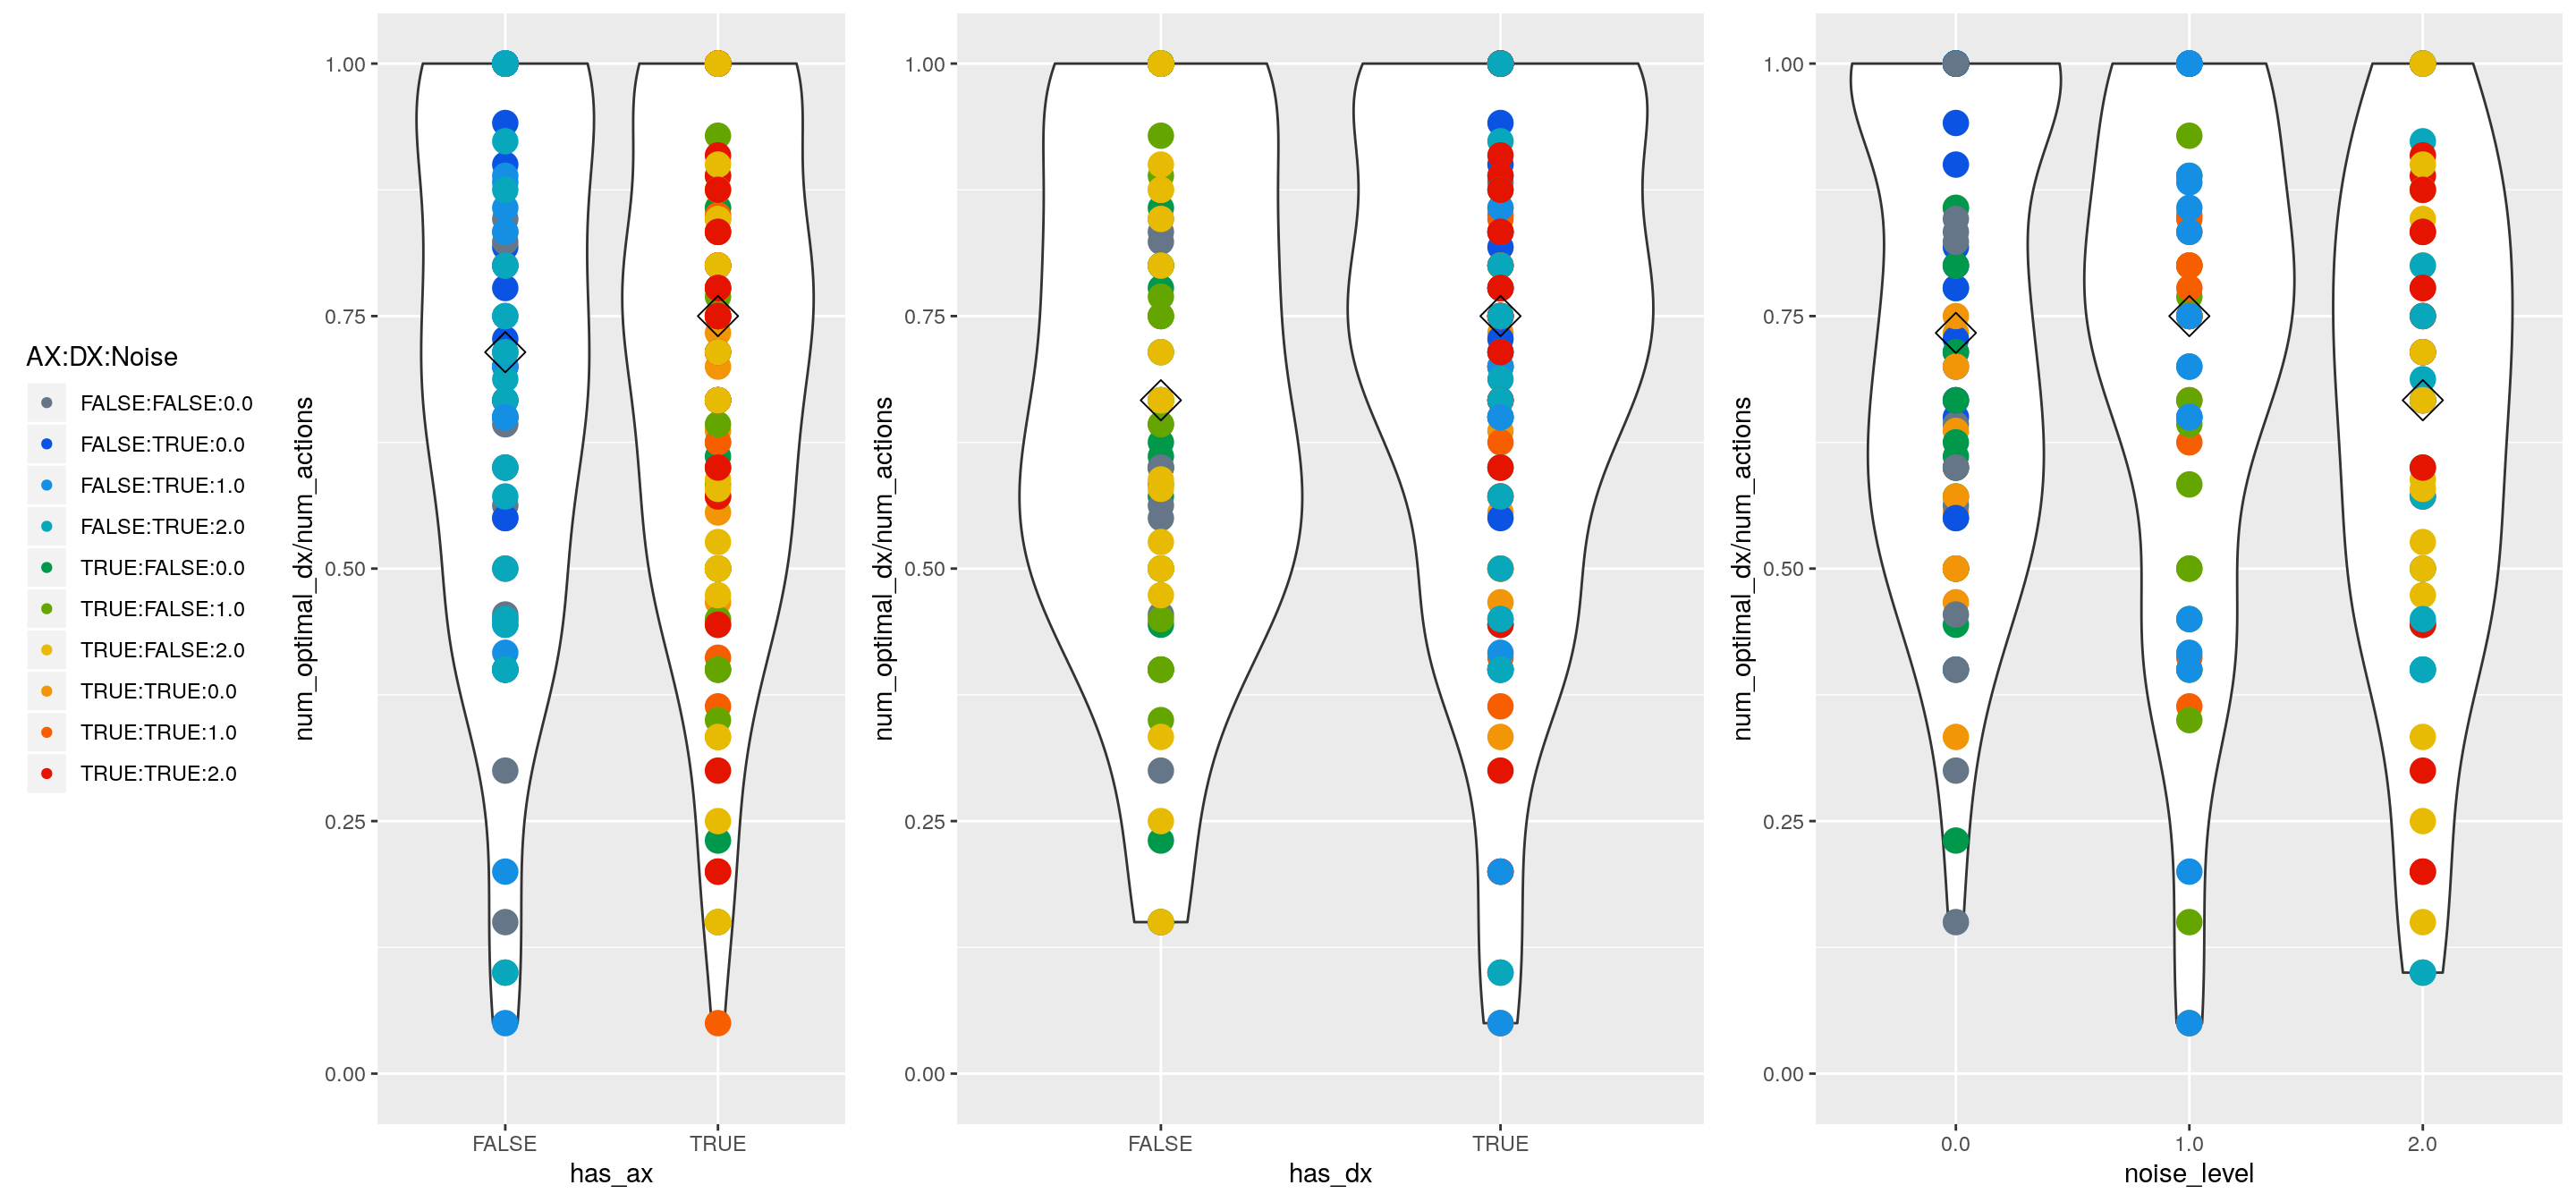 AX:DX:Noise
FALSE:FALSE:0.0
FALSE:TRUE:0.0
FALSE:TRUE:1.0
FALSE:TRUE:2.0
TRUE:FALSE:0.0
TRUE:FALSE:1.0
TRUE:FALSE:2.0
TRUE:TRUE:0.0
TRUE:TRUE:1.0
TRUE:TRUE:2.0
num_optimal_dx/num_actions
1.00
0.75
0.50
0.25
0.00
FALSE TRUE
has_ax
num_optimal_dx/num_actions
1.00
0.75
0.50
0.25
0.00
FALSE TRUE
has_dx
num_optimal_dx/num_actions
1.00
0.75
0.50
0.25
0.00
0.0 1.0 2.0
noise_level